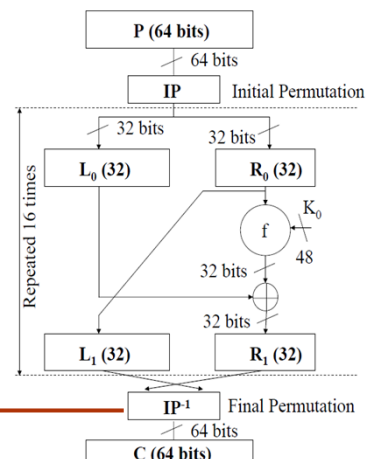 P (64 bits)
64 bits
IP
Initial Permutation
32 bits
32 bits
L₀ (32)
R₀ (32)
K₀
f
48
32 bits
32 bits
L₁ (32)
R₁ (32)
Repeated 16 times
IP⁻¹
Final Permutation
64 bits
C (64 bits)